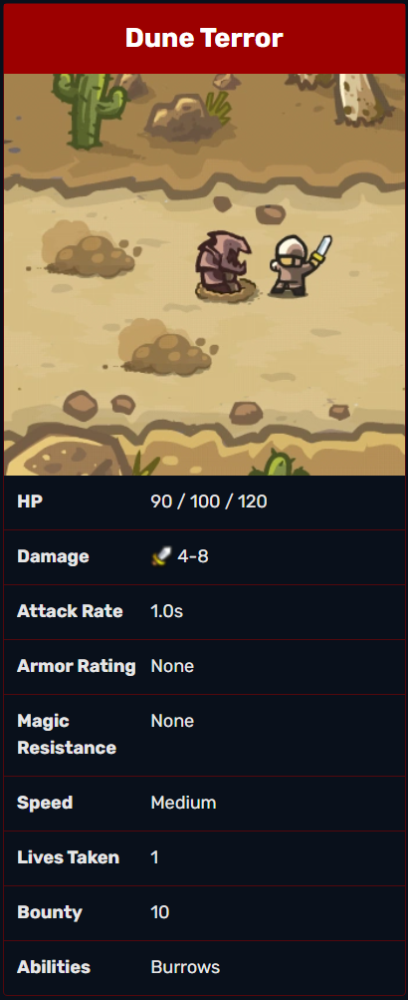 Dune Terror
HP 90 / 100 / 120
Damage 4-8
Attack Rate 1.0s
Armor Rating None
Magic None
Resistance
Speed Medium
Lives Taken 1
Bounty 10
Abilities Burrows